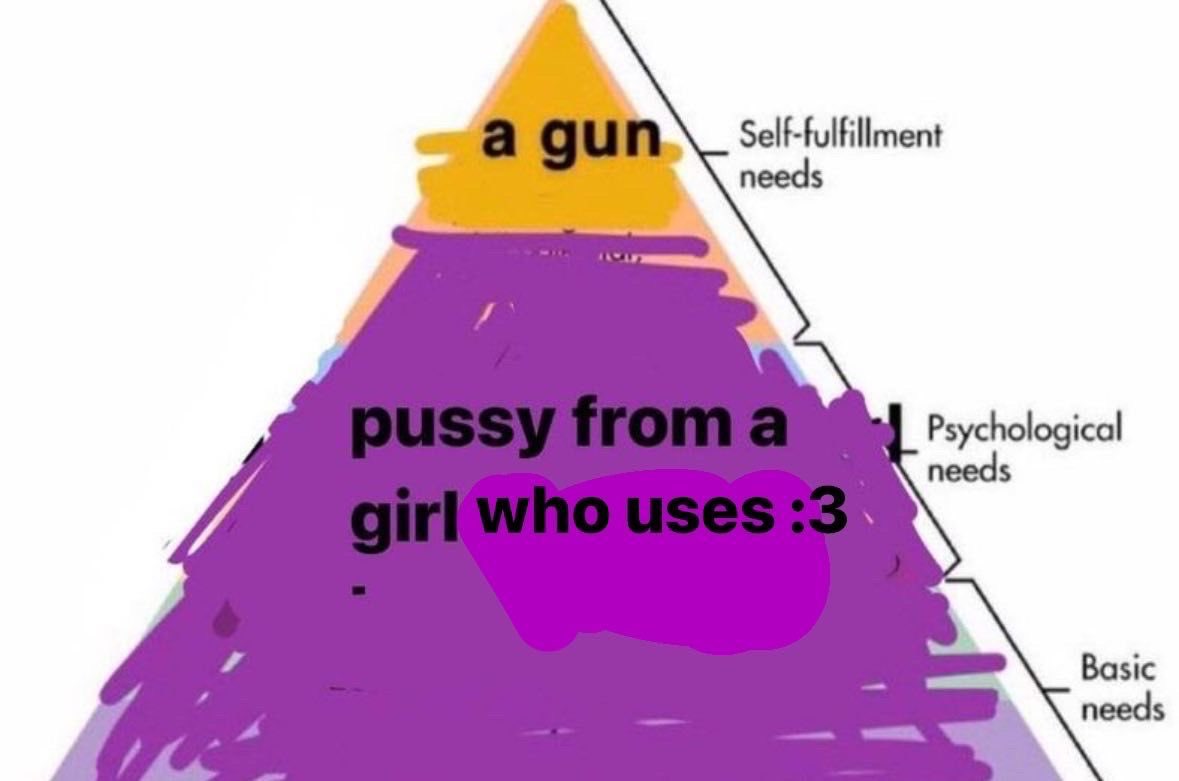 a gun
Self-fulfillment
needs
pussy from a
girl who uses :3
-
Psychological
needs
Basic
needs